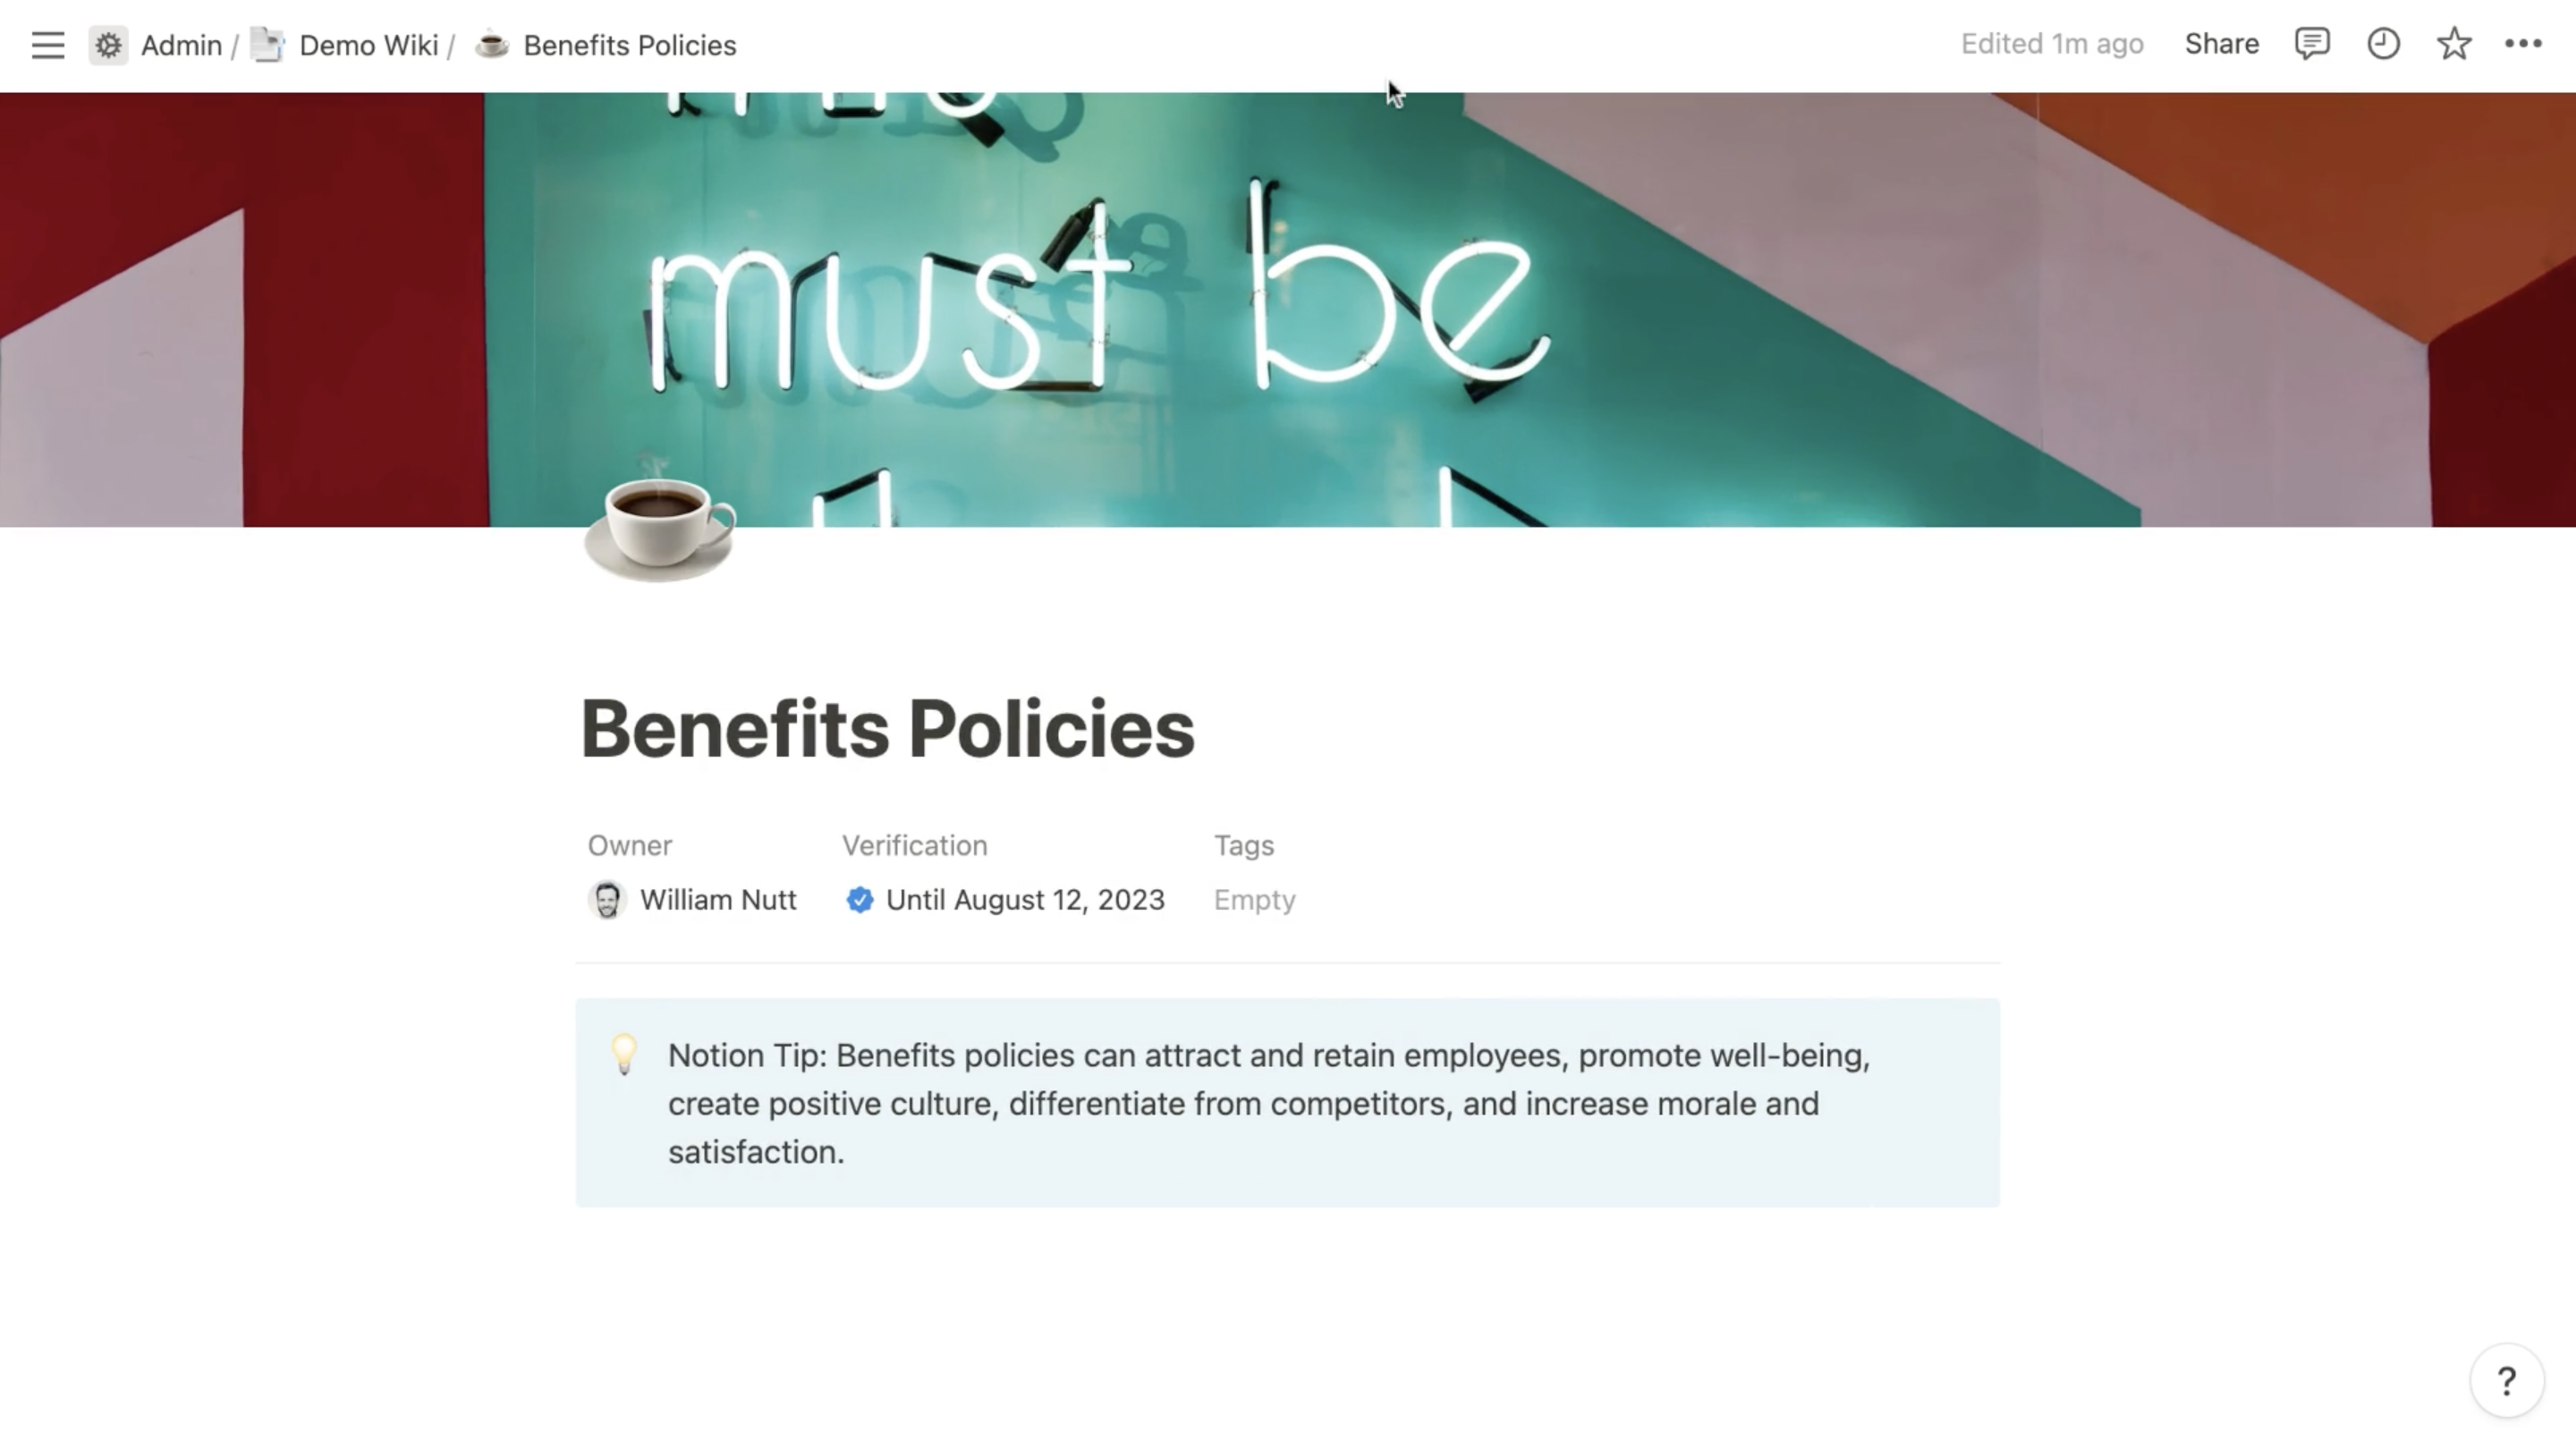 Admin / Demo Wiki / Benefits Policies
Edited 1m ago Share
must be
Benefits Policies
Owner Verification Tags
William Nutt Until August 12, 2023 Empty
Notion Tip: Benefits policies can attract and retain employees, promote well-being,
create positive culture, differentiate from competitors, and increase morale and
satisfaction.
?